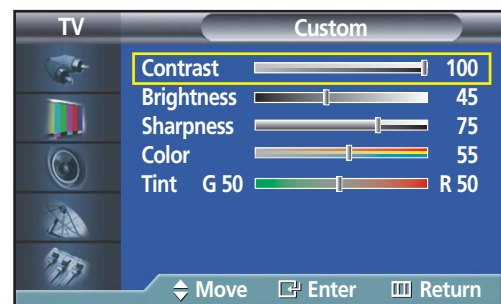 TV Custom
Contrast 100
Brightness 45
Sharpness 75
Color 55
Tint G 50 R 50
Move Enter Return